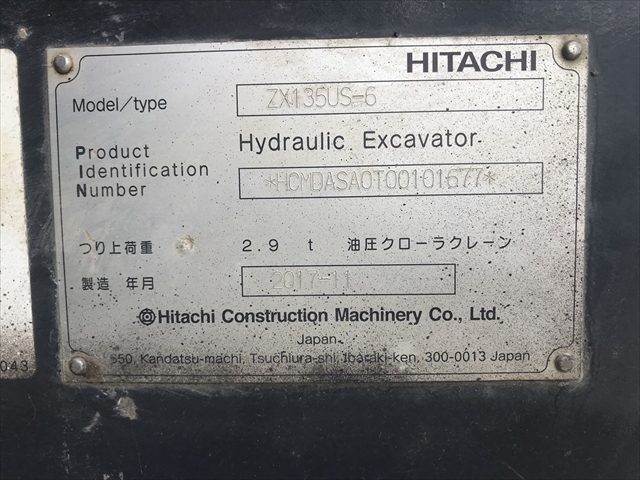 HITACHI
Model/type ZX135US-6
Hydraulic Excavator
Product
Identification
Number *HCMDASA0T00101677*
つり上荷重 2.9 t 油圧クローラクレーン
製造 年月 2017-11
©Hitachi Construction Machinery Co., Ltd.
Japan
650, Kandatsu-machi, Tsuchiura-shi, Ibaraki-ken, 300-0013 Japan
043